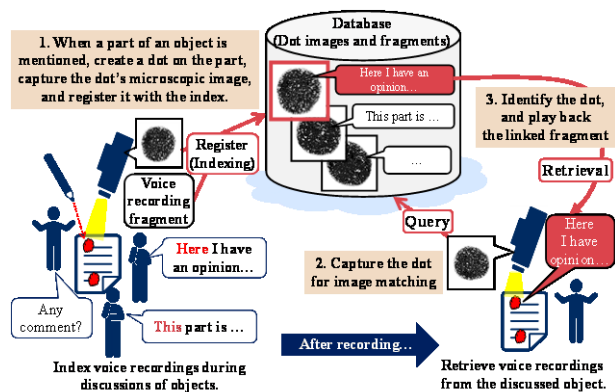 1. When a part of an object is
mentioned, create a dot on the part,
capture the dot's microscopic image,
and register it with the index.
Database
(Dot images and fragments)
Here I have an
opinion...
This part is ...
...
3. Identify the dot,
and play back
the linked fragment
Register
(Indexing)
Voice
recording
fragment
Retrieval
Query
Here
I have
opinion...
2. Capture the dot
for image matching
Here I have
an opinion...
Any
comment?
This part is ...
After recording...
Index voice recordings during
discussions of objects.
Retrieve voice recordings
from the discussed object.